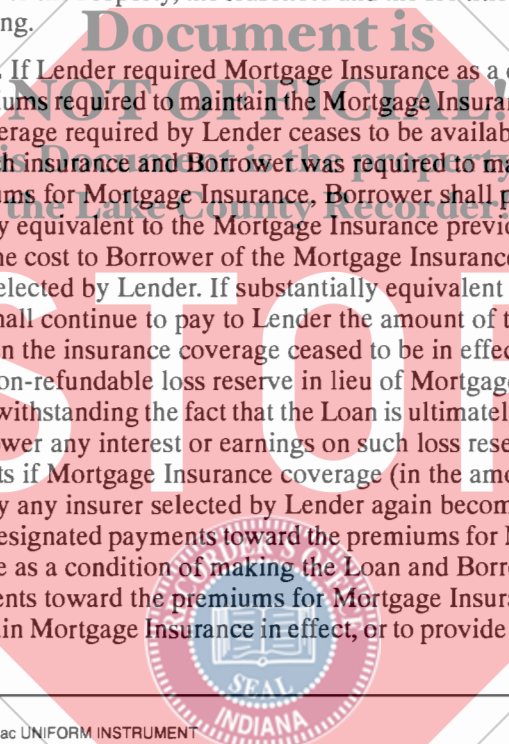 ing.
Document is
. If Lender required Mortgage Insurance as a
iums required to maintain the Mortgage Insura
NOT OFFICIAL!
erage required by Lender ceases to be availab
h insurance and Borrower was required to ma
is Document is the property
ums for Mortgage Insurance, Borrower shall p
the Lake County Recorder!
y equivalent to the Mortgage Insurance previo
ne cost to Borrower of the Mortgage Insurance
elected by Lender. If substantially equivalent
STOP
hall continue to pay to Lender the amount of t
n the insurance coverage ceased to be in effec
on-refundable loss reserve in lieu of Mortgage
withstanding the fact that the Loan is ultimatel
ower any interest or earnings on such loss rese
ts if Mortgage Insurance coverage (in the amo
y any insurer selected by Lender again becom
esignated payments toward the premiums for M
e as a condition of making the Loan and Borro
ents toward the premiums for Mortgage Insura
in Mortgage Insurance in effect, or to provide
RECORDER'S OFFICE
SEAL
INDIANA
ac UNIFORM INSTRUMENT